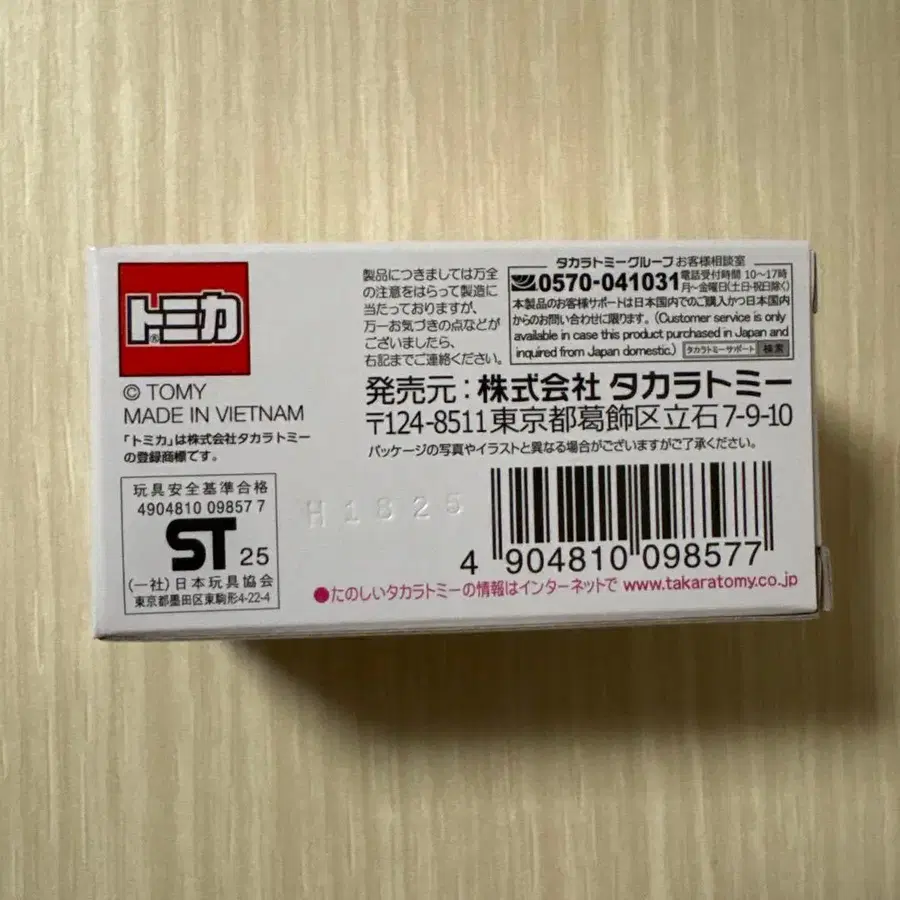 トミカ®
© TOMY
MADE IN VIETNAM
「トミカ」は株式会社タカラトミー
の登録商標です。
玩具安全基準合格
4904810 09857 7
ST 25
(一社)日本玩具協会
東京都墨田区東駒形4-22-4
製品につきましては万全
の注意をはらって製造に
当たっておりますが、
万一お気づきの点などが
ございましたら、
右記までご連絡ください。
タカラトミーグループお客様相談室
0570-041031 電話受付時間 10〜17時
月〜金曜日(土日・祝日除く)
本製品のお客様サポートは日本国内でのご購入かつ日本国内
からのお問い合わせに限ります。(Customer service is only
available in case this product purchased in Japan and
inquired from Japan domestic.) タカラトミーサポート 検索
発売元:株式会社 タカラトミー
〒124-8511東京都葛飾区立石7-9-10
パッケージの写真やイラストと異なる場合がございますがご了承ください。
H1825
4 904810 098577
●たのしいタカラトミーの情報はインターネットで www.takaratomy.co.jp